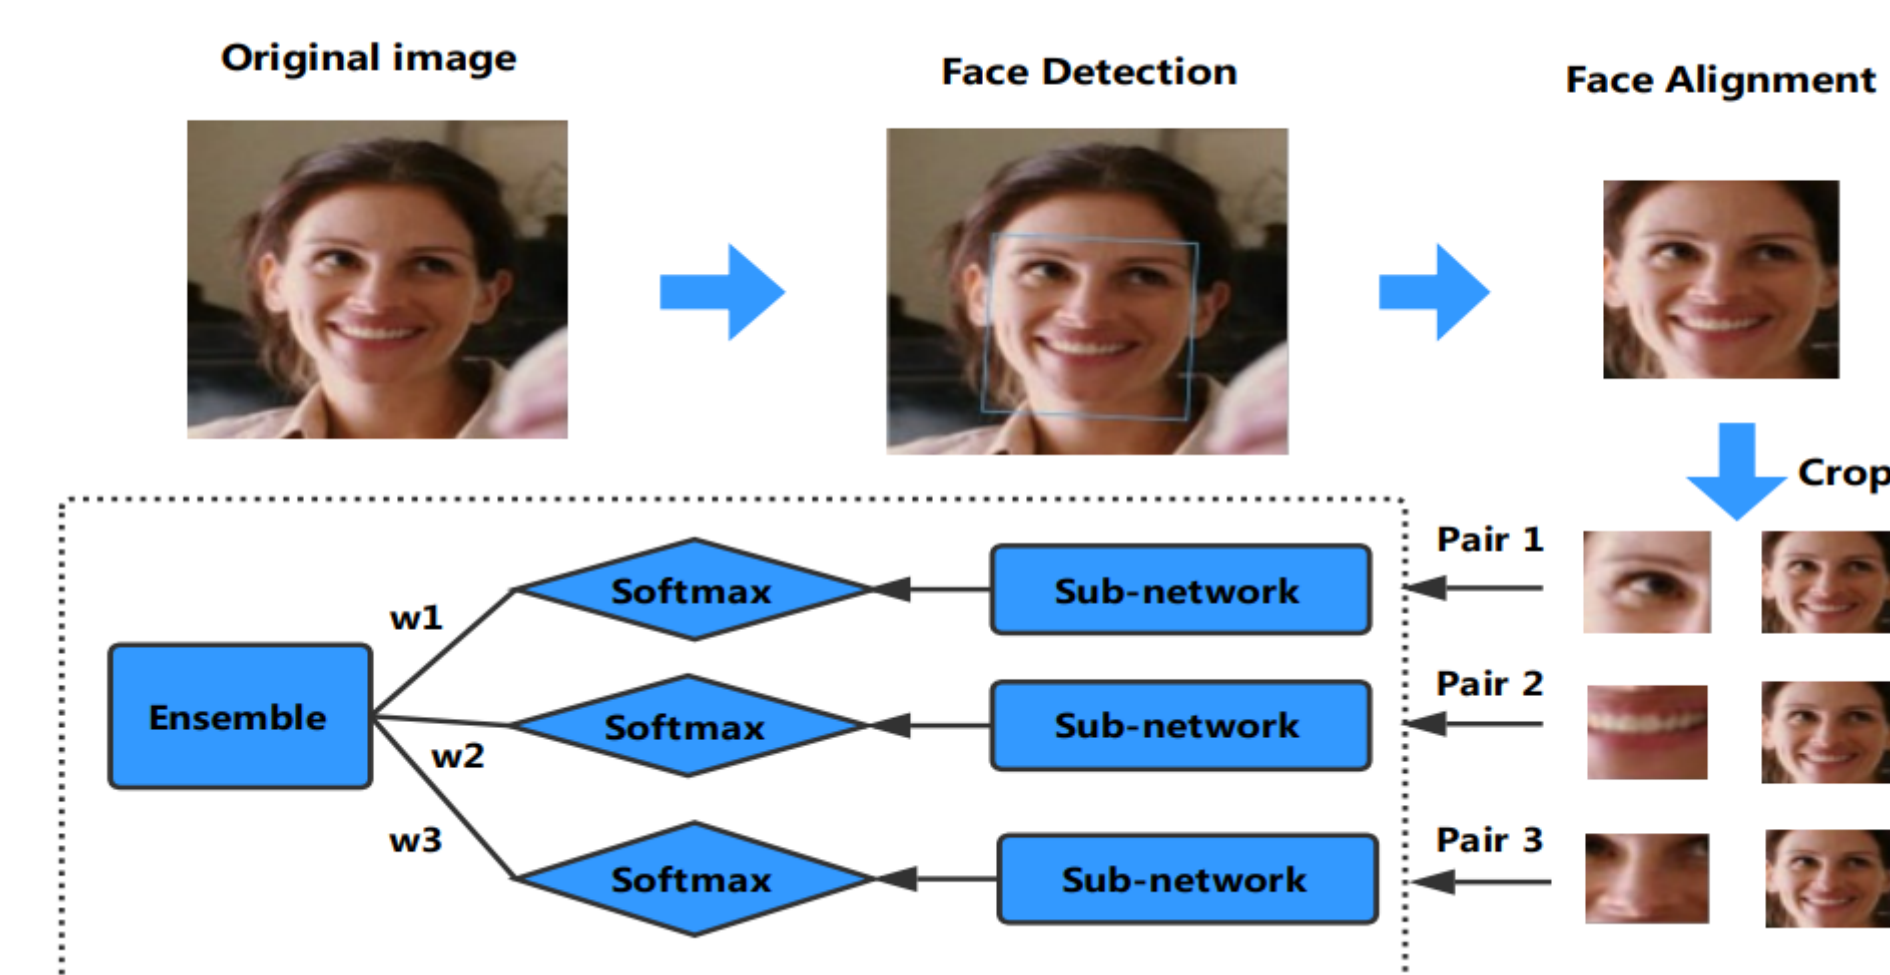 Original image
Face Detection
Face Alignment
Crop
Pair 1
Softmax
Sub-network
w1
Pair 2
Ensemble
Softmax
Sub-network
w2
Pair 3
w3
Softmax
Sub-network